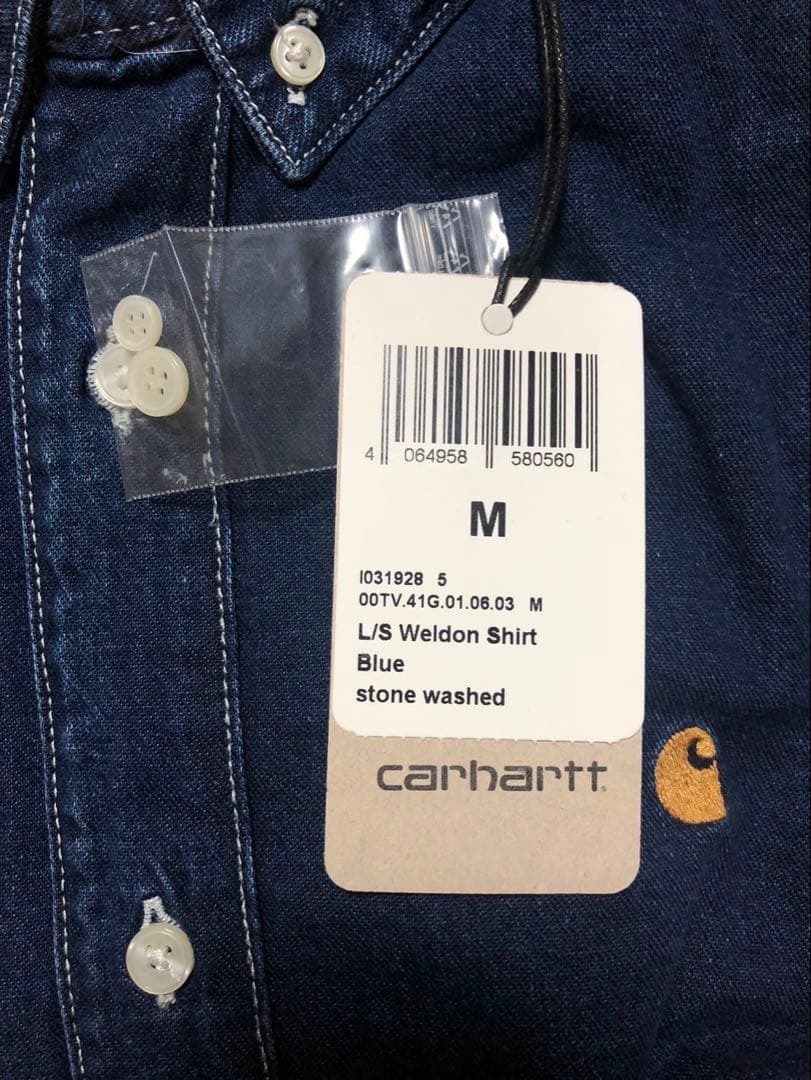 4 064958 580560
M
I031928 5
00TV.41G.01.06.03 M
L/S Weldon Shirt
Blue
stone washed
carhartt.